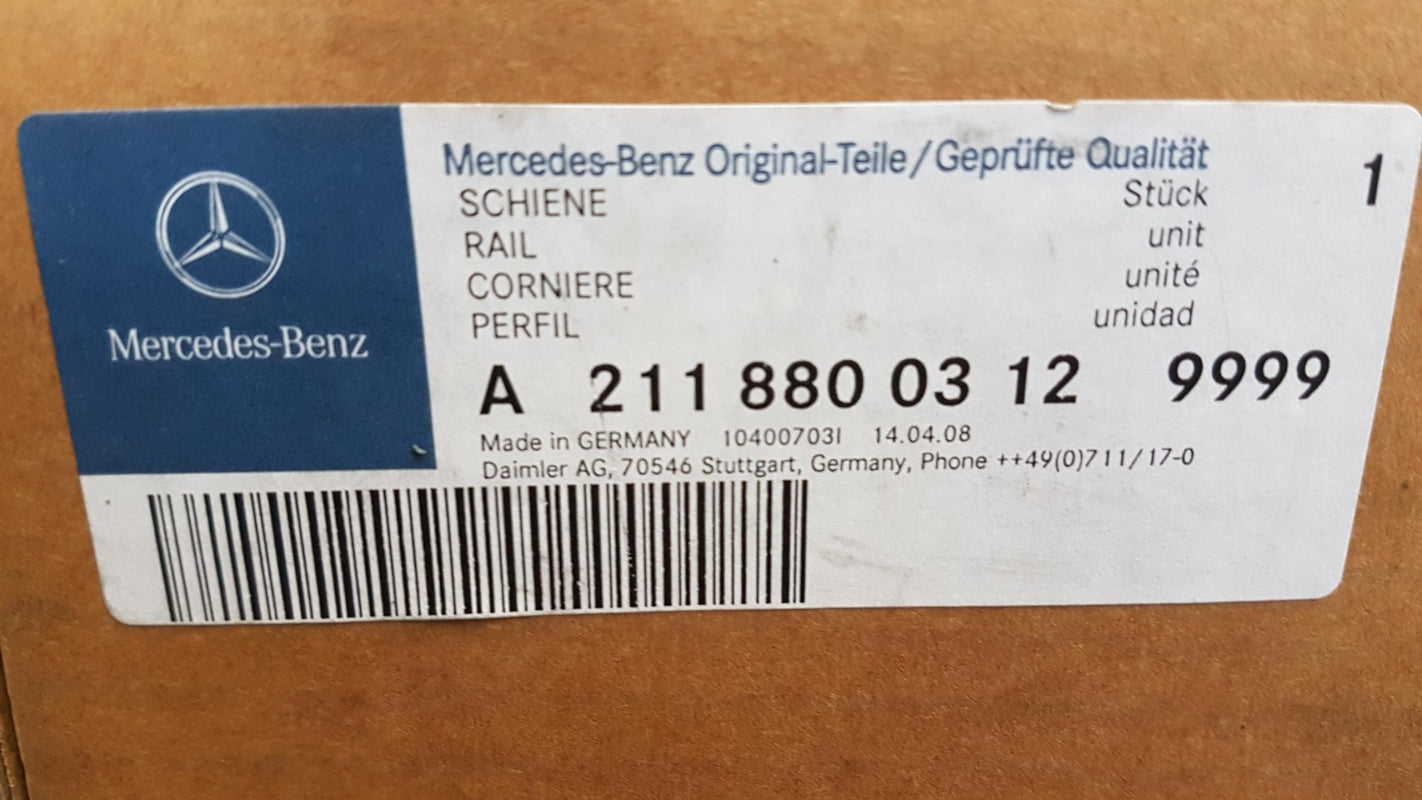 Mercedes-Benz
Mercedes-Benz Original-Teile/Geprüfte Qualität
SCHIENE Stück 1
RAIL unit
CORNIERE unité
PERFIL unidad
A 211 880 03 12 9999
Made in GERMANY 10400703I 14.04.08
Daimler AG, 70546 Stuttgart, Germany, Phone ++49(0)711/17-0